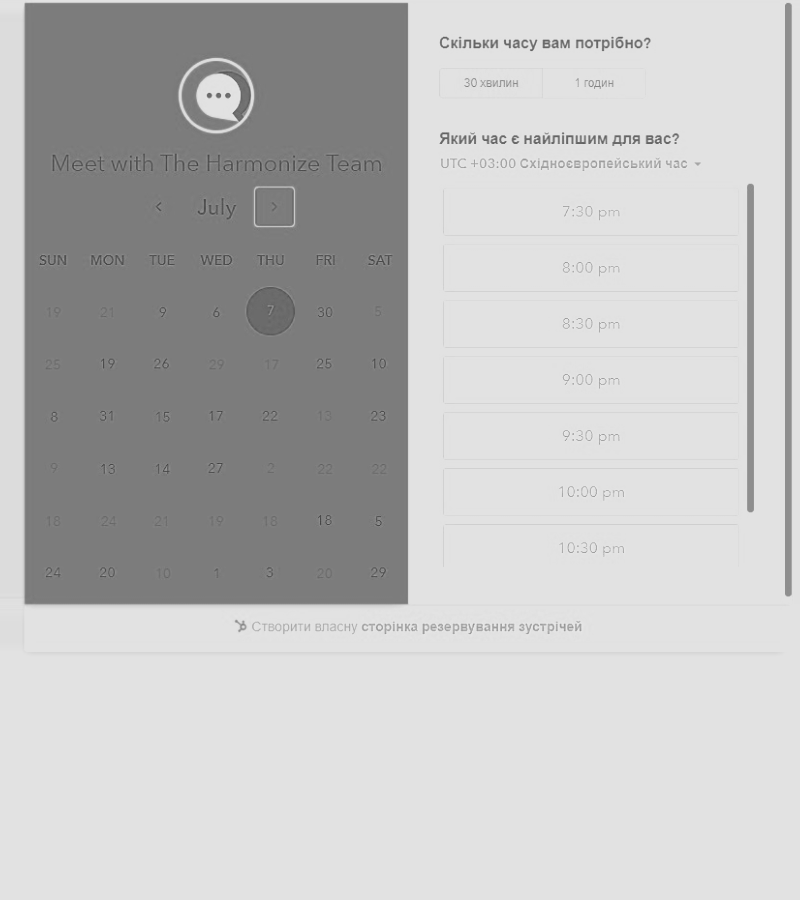 Meet with The Harmonize Team
July
SUN MON TUE WED THU FRI SAT
19 21 9 6 7 30 5
25 19 26 29 17 25 10
8 31 15 17 22 13 23
9 13 14 27 2 22 22
18 24 21 19 18 18 5
24 20 10 1 3 20 29
Скільки часу вам потрібно?
30 хвилин 1 годин
Який час є найліпшим для вас?
UTC +03:00 Східноєвропейський час
7:30 pm
8:00 pm
8:30 pm
9:00 pm
9:30 pm
10:00 pm
10:30 pm
Створити власну сторінка резервування зустрічей